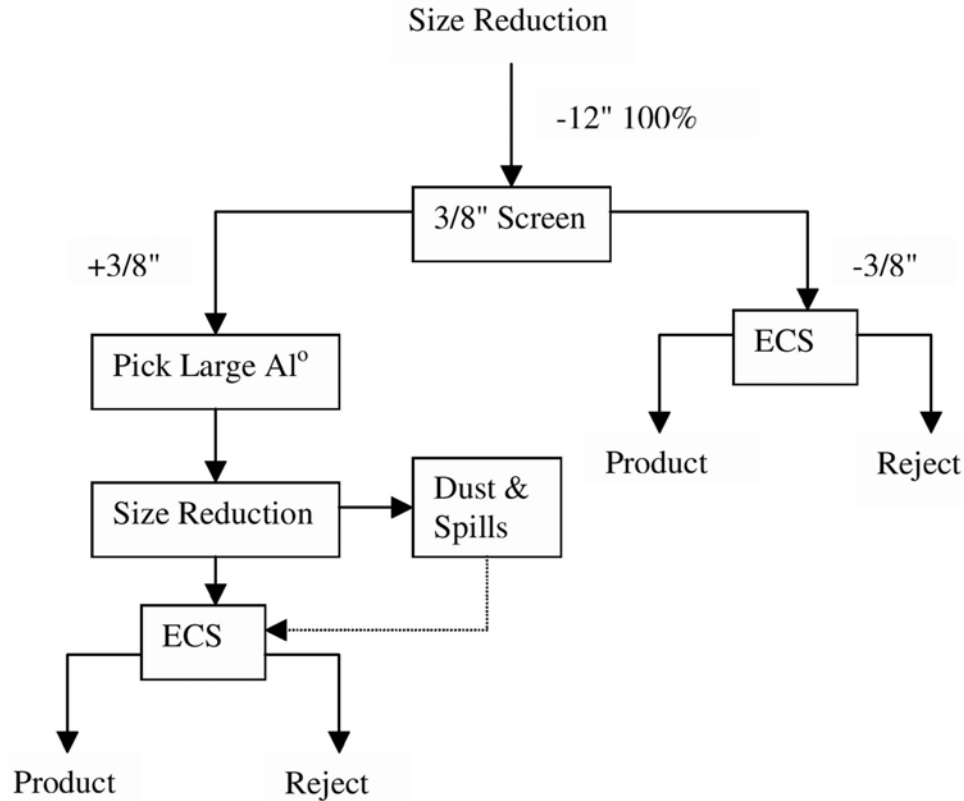 Size Reduction
-12" 100%
3/8" Screen
+3/8"
-3/8"
Pick Large Alº
ECS
Product
Reject
Size Reduction
Dust &
Spills
ECS
Product
Reject